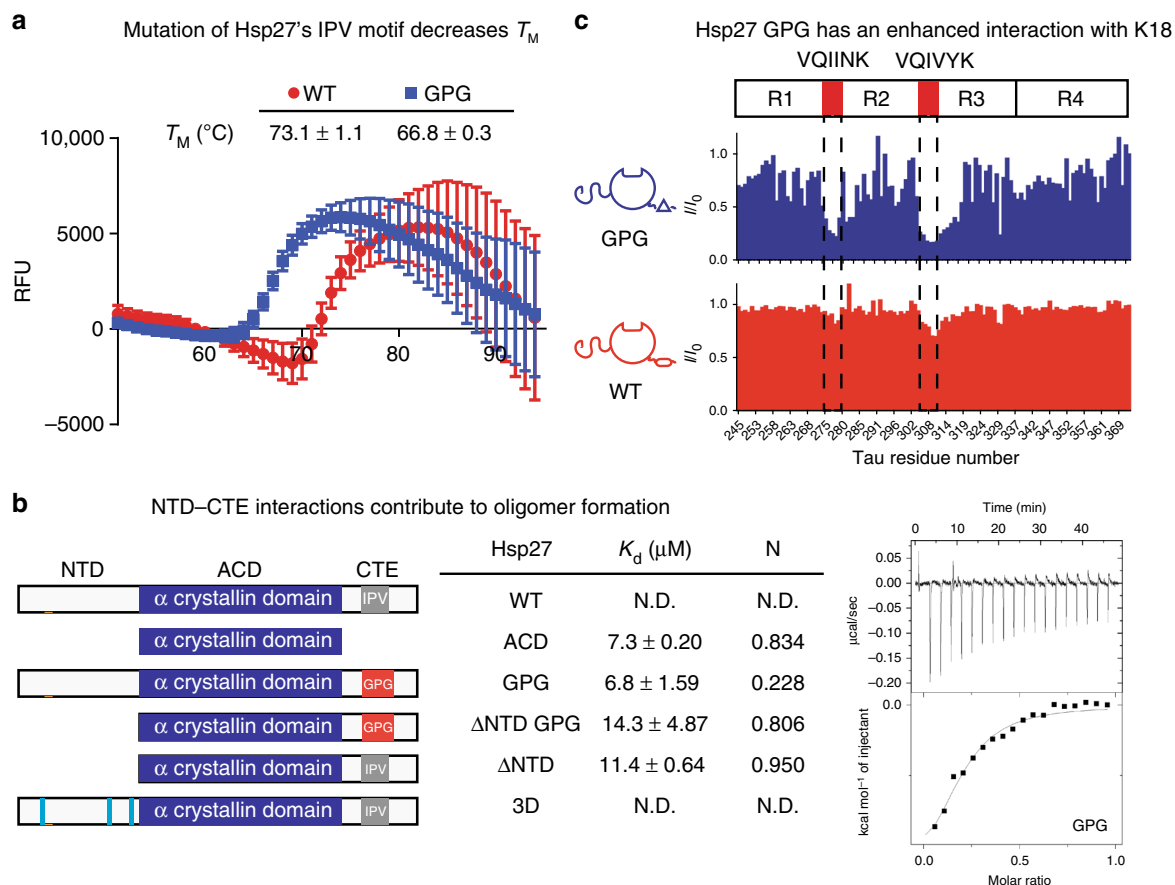 a
Mutation of Hsp27's IPV motif decreases TM
WT GPG
TM (°C) 73.1 ± 1.1 66.8 ± 0.3
10,000
5000
0
−5000
RFU
60 70 80 90
c
Hsp27 GPG has an enhanced interaction with K18
VQIINK VQIVYK
R1 R2 R3 R4
GPG
I/I0
1.0
0.5
0.0
WT
I/I0
1.0
0.5
0.0
245 253 258 263 268 275 280 285 291 296 302 308 314 319 324 329 337 342 347 352 357 361 369
Tau residue number
b
NTD–CTE interactions contribute to oligomer formation
NTD ACD CTE
α crystallin domain IPV
α crystallin domain
α crystallin domain GPG
α crystallin domain GPG
α crystallin domain IPV
α crystallin domain IPV
Hsp27 Kd (μM) N
WT N.D. N.D.
ACD 7.3 ± 0.20 0.834
GPG 6.8 ± 1.59 0.228
ΔNTD GPG 14.3 ± 4.87 0.806
ΔNTD 11.4 ± 0.64 0.950
3D N.D. N.D.
Time (min)
0 10 20 30 40
0.05
0.00
−0.05
−0.10
−0.15
−0.20
μcal/sec
0.0
kcal mol−1 of injectant
GPG
0.0 0.5 1.0
Molar ratio